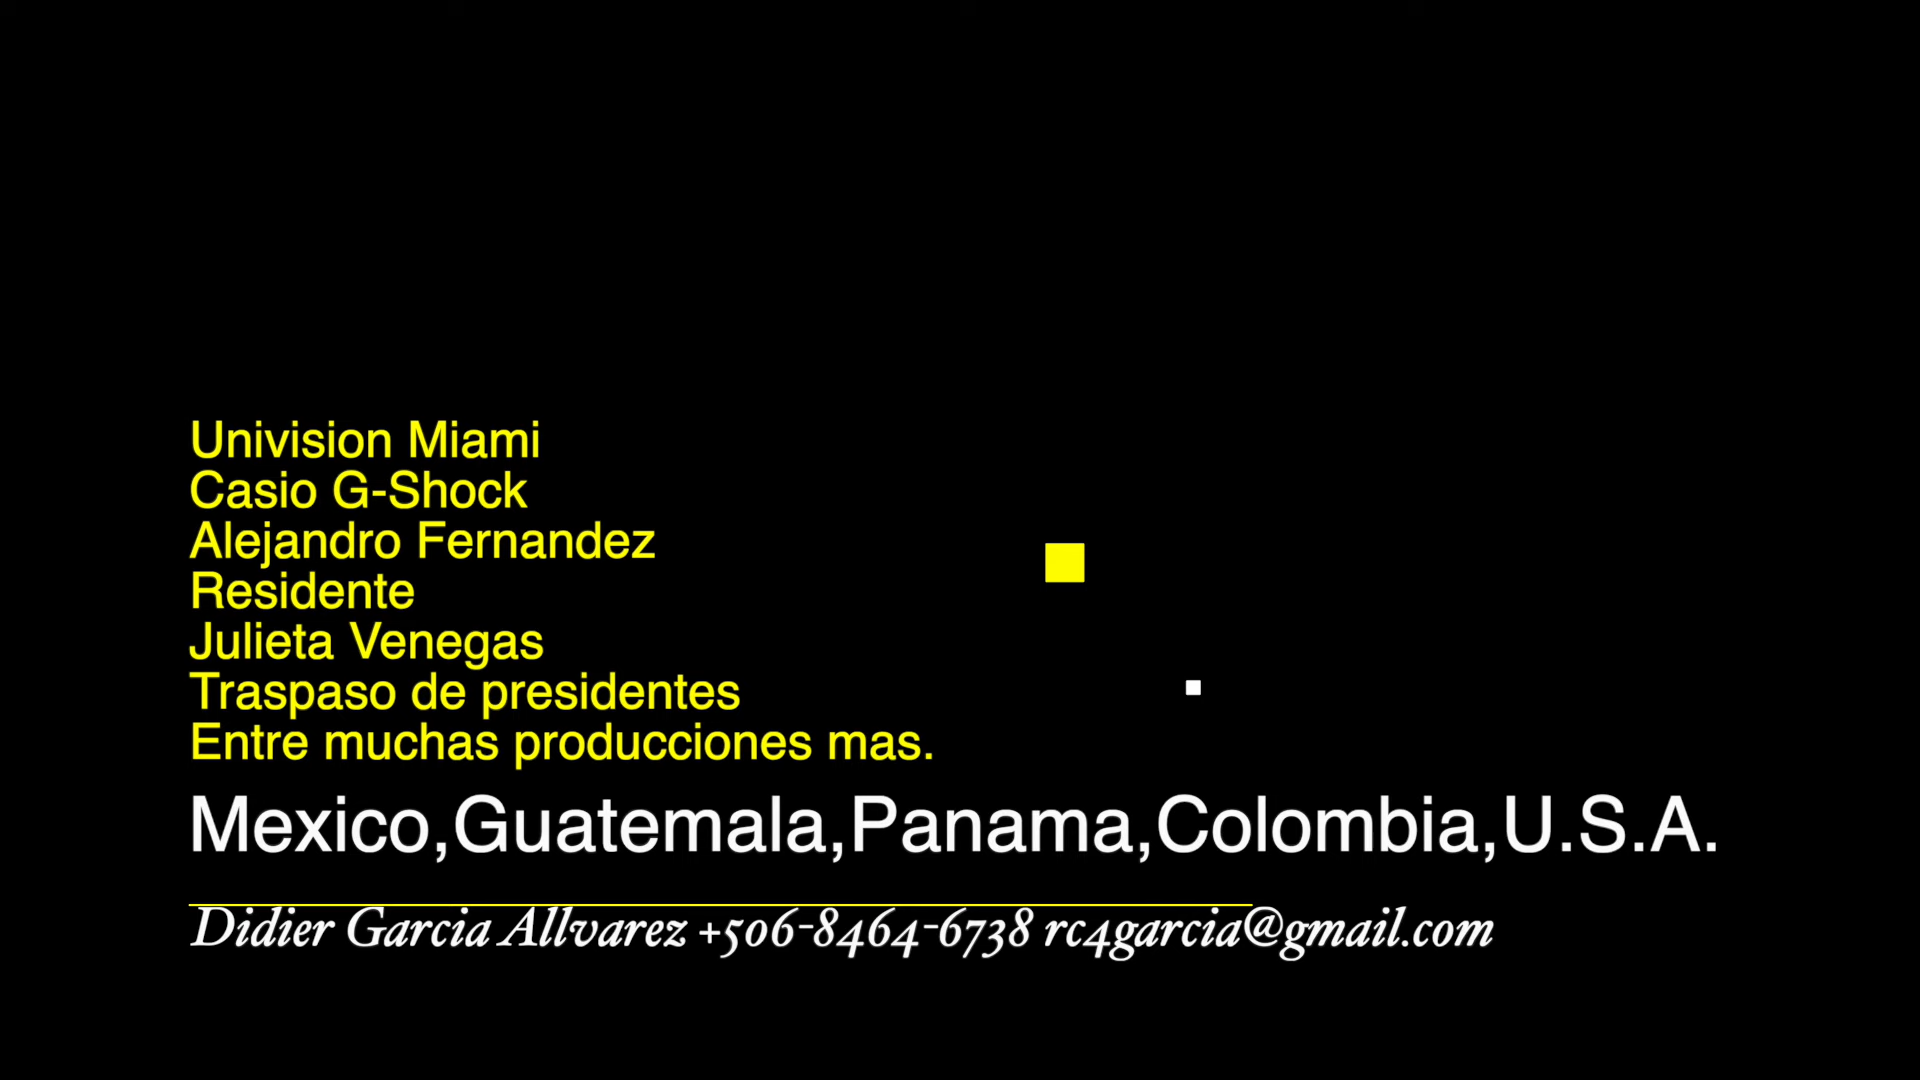 Univision Miami
Casio G-Shock
Alejandro Fernandez
Residente
Julieta Venegas
Traspaso de presidentes
Entre muchas producciones mas.
Mexico,Guatemala,Panama,Colombia,U.S.A.
Didier Garcia Allvarez +506-8464-6738 rc4garcia@gmail.com